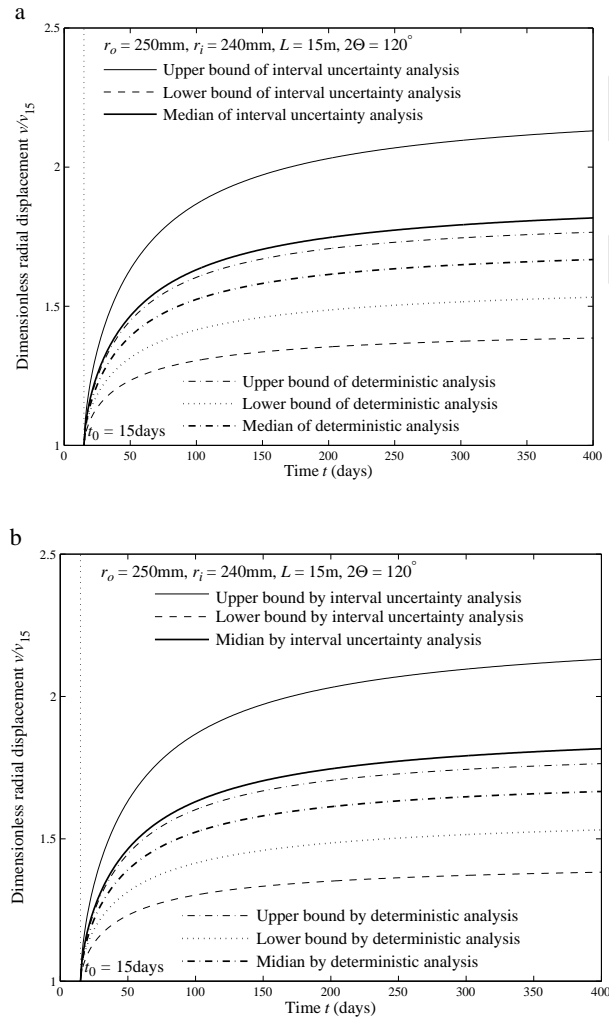 a
2.5
r_o = 250mm, r_i = 240mm, L = 15m, 2Θ = 120°
Upper bound of interval uncertainty analysis
Lower bound of interval uncertainty analysis
Median of interval uncertainty analysis
2
Dimensionless radial displacement v/v_15
1.5
Upper bound of deterministic analysis
Lower bound of deterministic analysis
Median of deterministic analysis
t_0 = 15days
1
0 50 100 150 200 250 300 350 400
Time t (days)
b
2.5
r_o = 250mm, r_i = 240mm, L = 15m, 2Θ = 120°
Upper bound by interval uncertainty analysis
Lower bound by interval uncertainty analysis
Midian by interval uncertainty analysis
2
Dimensionless radial displacement v/v_15
1.5
Upper bound by deterministic analysis
Lower bound by deterministic analysis
Midian by deterministic analysis
t_0 = 15days
1
0 50 100 150 200 250 300 350 400
Time t (days)